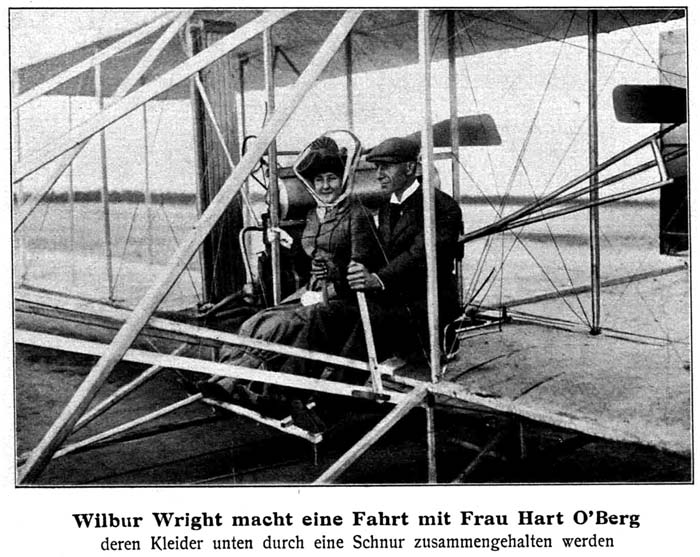 Wilbur Wright macht eine Fahrt mit Frau Hart O'Berg
deren Kleider unten durch eine Schnur zusammengehalten werden